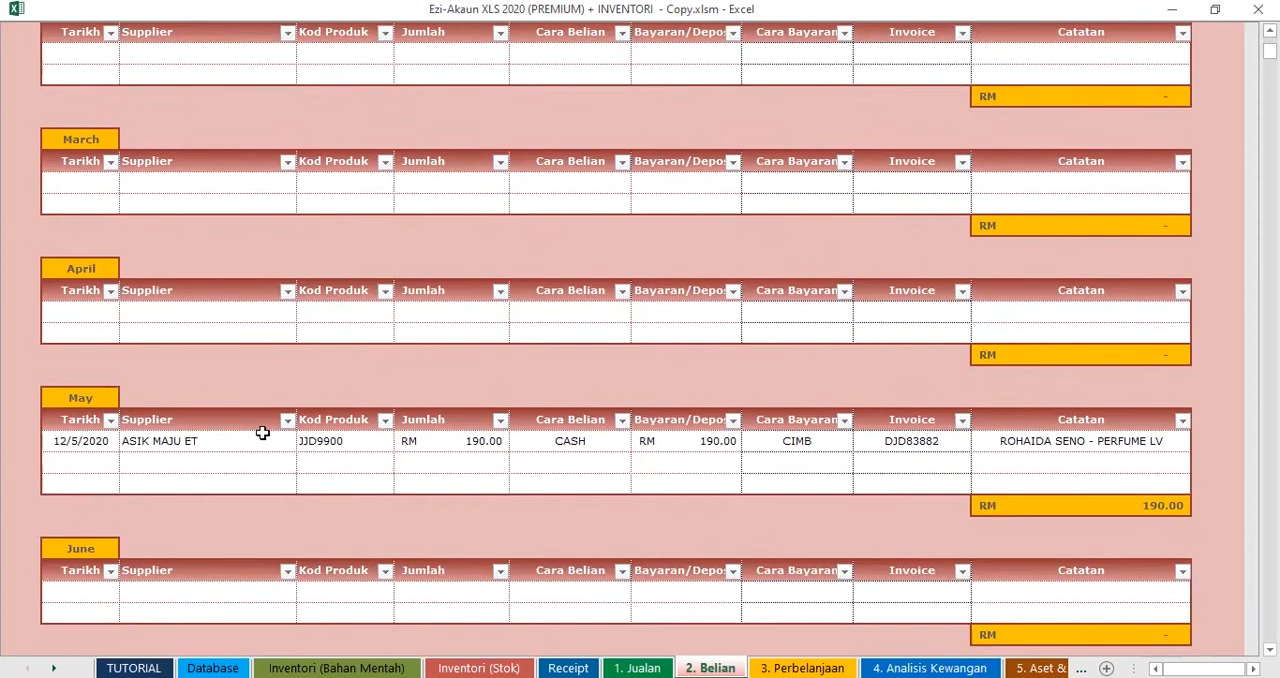 Ezi-Akaun XLS 2020 (PREMIUM) + INVENTORI - Copy.xlsm - Excel
Tarikh Supplier Kod Produk Jumlah Cara Belian Bayaran/Depos Cara Bayaran Invoice Catatan
RM -
March
Tarikh Supplier Kod Produk Jumlah Cara Belian Bayaran/Depos Cara Bayaran Invoice Catatan
RM -
April
Tarikh Supplier Kod Produk Jumlah Cara Belian Bayaran/Depos Cara Bayaran Invoice Catatan
RM -
May
Tarikh Supplier Kod Produk Jumlah Cara Belian Bayaran/Depos Cara Bayaran Invoice Catatan
12/5/2020 ASIK MAJU ET JJD9900 RM 190.00 CASH RM 190.00 CIMB DJD83882 ROHAIDA SENO - PERFUME LV
RM 190.00
June
Tarikh Supplier Kod Produk Jumlah Cara Belian Bayaran/Depos Cara Bayaran Invoice Catatan
RM -
TUTORIAL Database Inventori (Bahan Mentah) Inventori (Stok) Receipt 1. Jualan 2. Belian 3. Perbelanjaan 4. Analisis Kewangan 5. Aset & ...